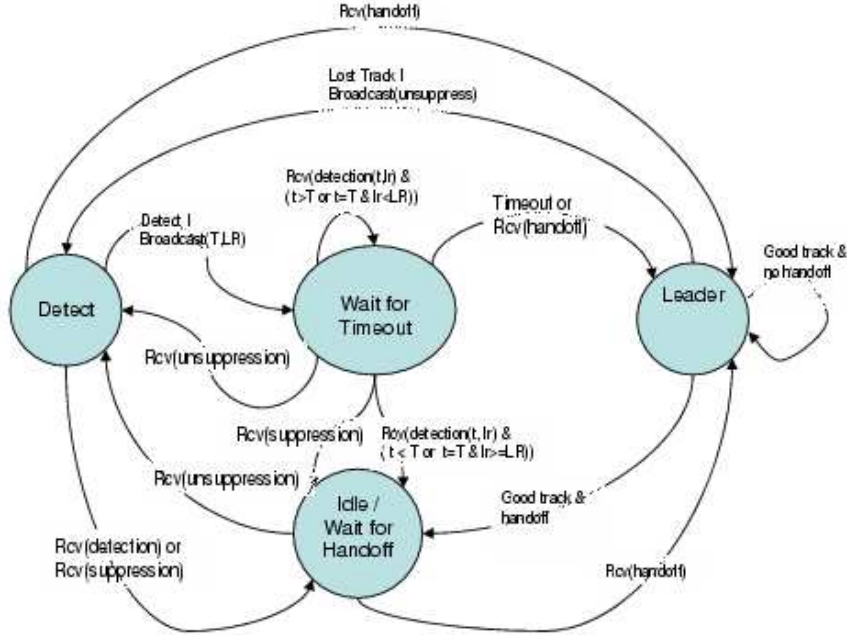 Rcv(handoff)
Lost Track |
Broadcast(unsuppress)
Rcv(detection(t,lr) &
(t>T or t=T & lr<LR))
Timeout or
Rcv(handoff)
Detect |
Broadcast(T,LR)
Good track &
no handoff
Detect
Wait for
Timeout
Leader
Rcv(unsuppression)
Rcv(suppression)
Rcv(detection(t, lr) &
( t < T or t=T & lr>=LR))
Rcv(unsuppression)
Idle /
Wait for
Handoff
Good track &
handoff
Rcv(detection) or
Rcv(suppression)
Rcv(handoff)